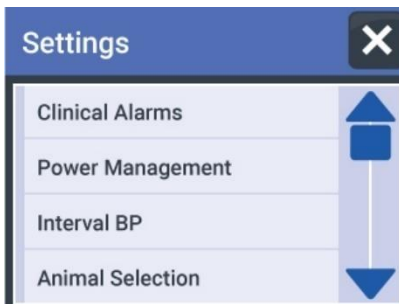 Settings
Clinical Alarms
Power Management
Interval BP
Animal Selection